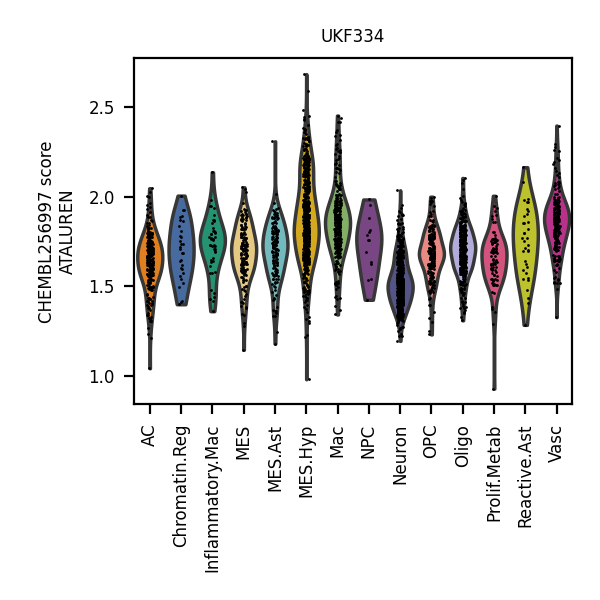 UKF334
CHEMBL256997 score
ATALUREN
2.5
2.0
1.5
1.0
AC
Chromatin.Reg
Inflammatory.Mac
MES
MES.Ast
MES.Hyp
Mac
NPC
Neuron
OPC
Oligo
Prolif.Metab
Reactive.Ast
Vasc